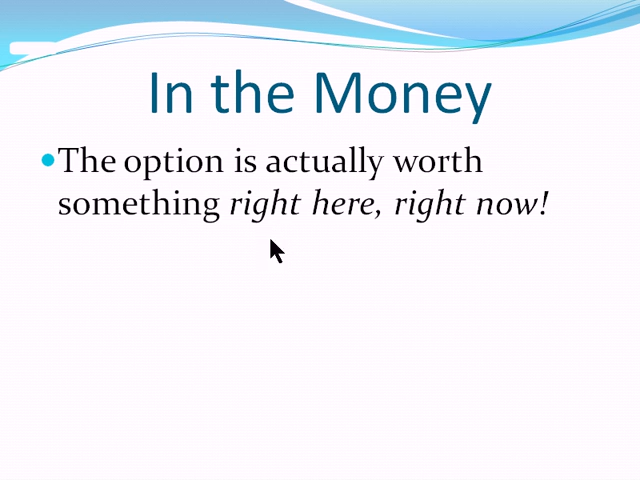 In the Money
The option is actually worth
something right here, right now!